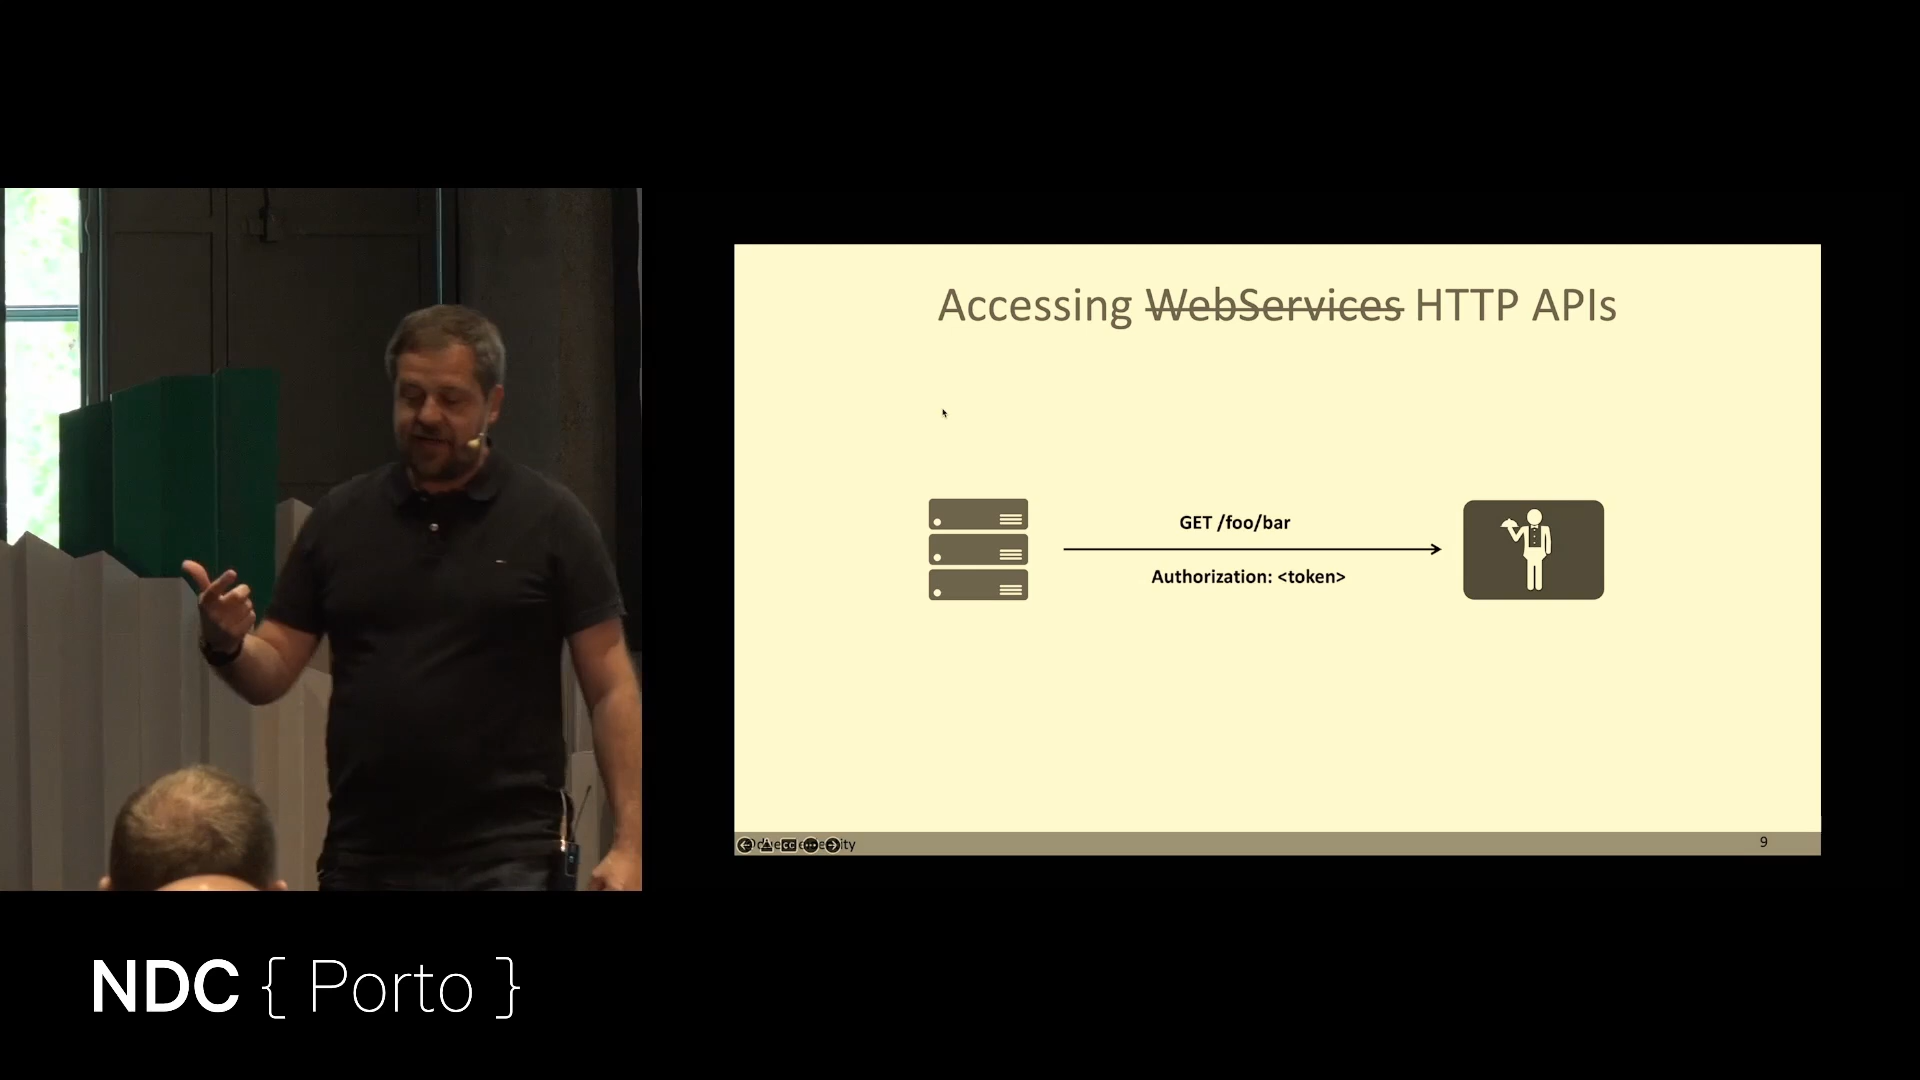 Accessing WebServices HTTP APIs
GET /foo/bar
Authorization: <token>
9
NDC { Porto }